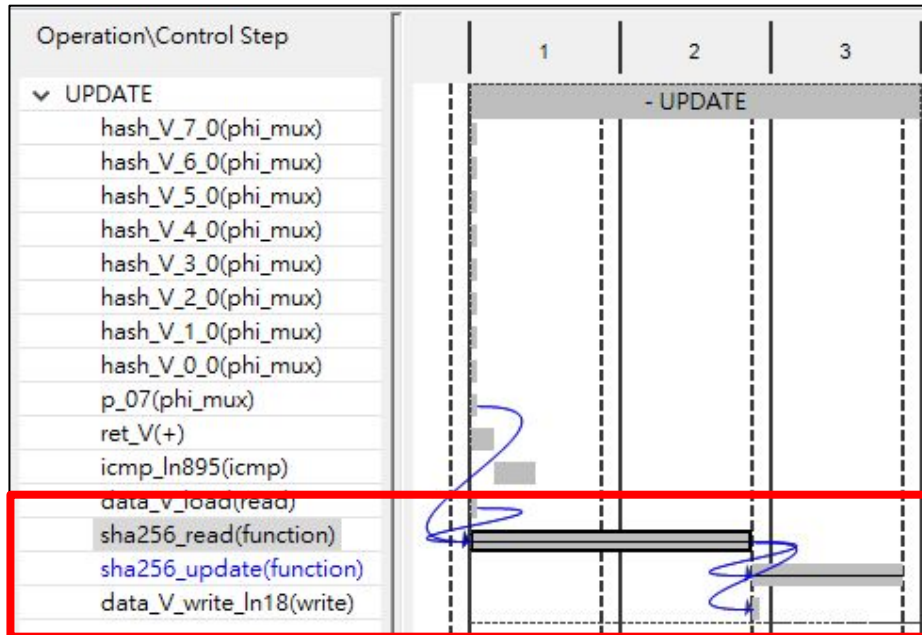 Operation\Control Step
1 2 3
UPDATE
- UPDATE
hash_V_7_0(phi_mux)
hash_V_6_0(phi_mux)
hash_V_5_0(phi_mux)
hash_V_4_0(phi_mux)
hash_V_3_0(phi_mux)
hash_V_2_0(phi_mux)
hash_V_1_0(phi_mux)
hash_V_0_0(phi_mux)
p_07(phi_mux)
ret_V(+)
icmp_ln895(icmp)
data_V_load(read)
sha256_read(function)
sha256_update(function)
data_V_write_ln18(write)